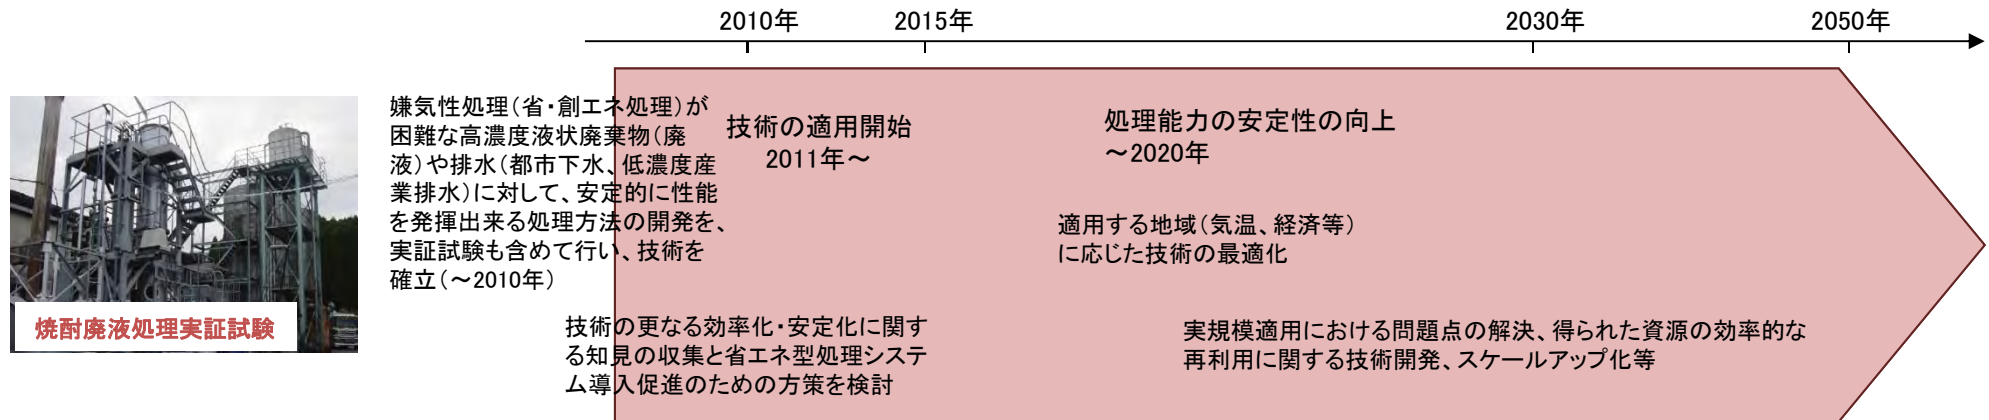 2010年
2015年
2030年
2050年
嫌気性処理（省・創エネ処理）が
困難な高濃度液状廃棄物（廃
液）や排水（都市下水、低濃度産
業排水）に対して、安定的に性能
を発揮出来る処理方法の開発を、
実証試験も含めて行い、技術を
確立（～2010年）
技術の適用開始
2011年～
処理能力の安定性の向上
～2020年
適用する地域（気温、経済等）
に応じた技術の最適化
焼酎廃液処理実証試験
技術の更なる効率化・安定化に関す
る知見の収集と省エネ型処理システ
ム導入促進のための方策を検討
実規模適用における問題点の解決、得られた資源の効率的な
再利用に関する技術開発、スケールアップ化等